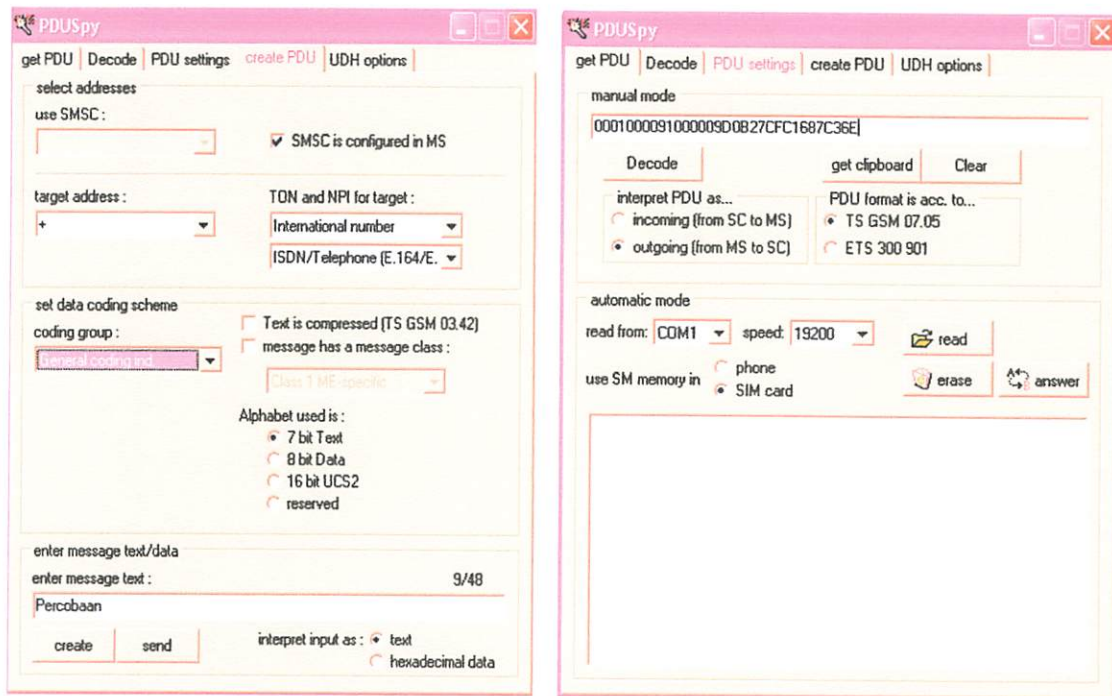 PDUSpy
get PDU Decode PDU settings create PDU UDH options
select addresses
use SMSC :
SMSC is configured in MS
target address :
TON and NPI for target :
+
International number
ISDN/Telephone (E.164/E.
set data coding scheme
coding group :
Text is compressed (TS GSM 03.42)
message has a message class :
General coding ind.
Class 1 ME-specific
Alphabet used is :
7 bit Text
8 bit Data
16 bit UCS2
reserved
enter message text/data
enter message text : 9/48
Percobaan
create send
interpret input as : text
hexadecimal data
PDUSpy
get PDU Decode PDU settings create PDU UDH options
manual mode
0001000091000009D0B27CFC1687C36E
Decode get clipboard Clear
interpret PDU as...
incoming (from SC to MS)
outgoing (from MS to SC)
PDU format is acc. to...
TS GSM 07.05
ETS 300 901
automatic mode
read from: COM1 speed: 19200 read
use SM memory in
phone
SIM card
erase answer